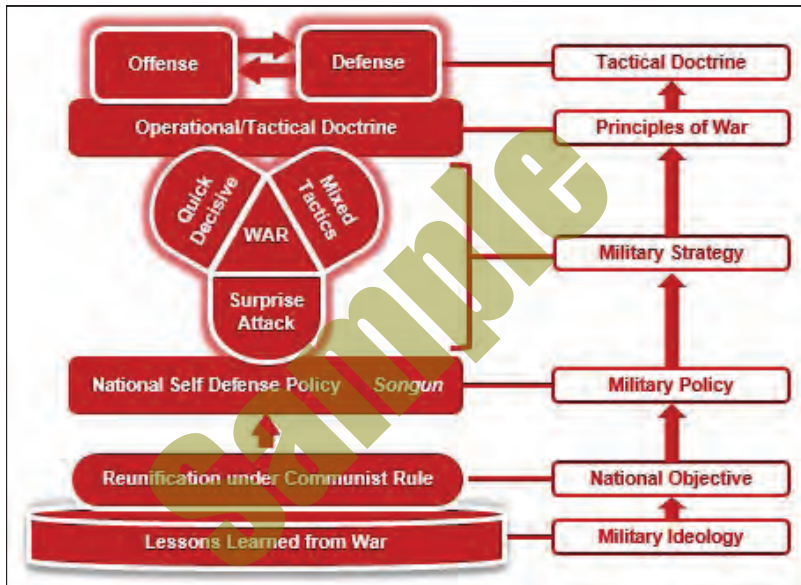 Offense
Defense
Tactical Doctrine
Operational/Tactical Doctrine
Principles of War
Quick
Decisive
Mixed
Tactics
WAR
Military Strategy
Surprise
Attack
National Self Defense Policy Songun
Military Policy
Reunification under Communist Rule
National Objective
Lessons Learned from War
Military Ideology
Sample